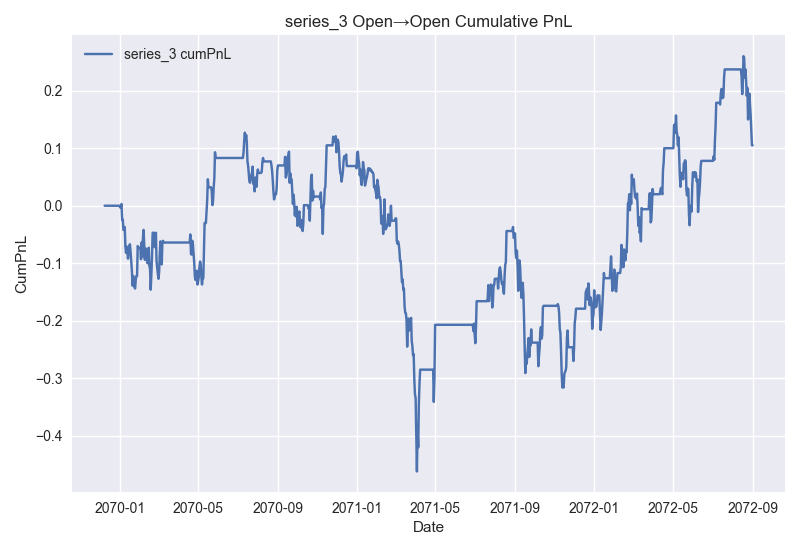 series_3 Open→Open Cumulative PnL
series_3 cumPnL
0.2
0.1
0.0
−0.1
−0.2
−0.3
−0.4
CumPnL
2070-01 2070-05 2070-09 2071-01 2071-05 2071-09 2072-01 2072-05 2072-09
Date